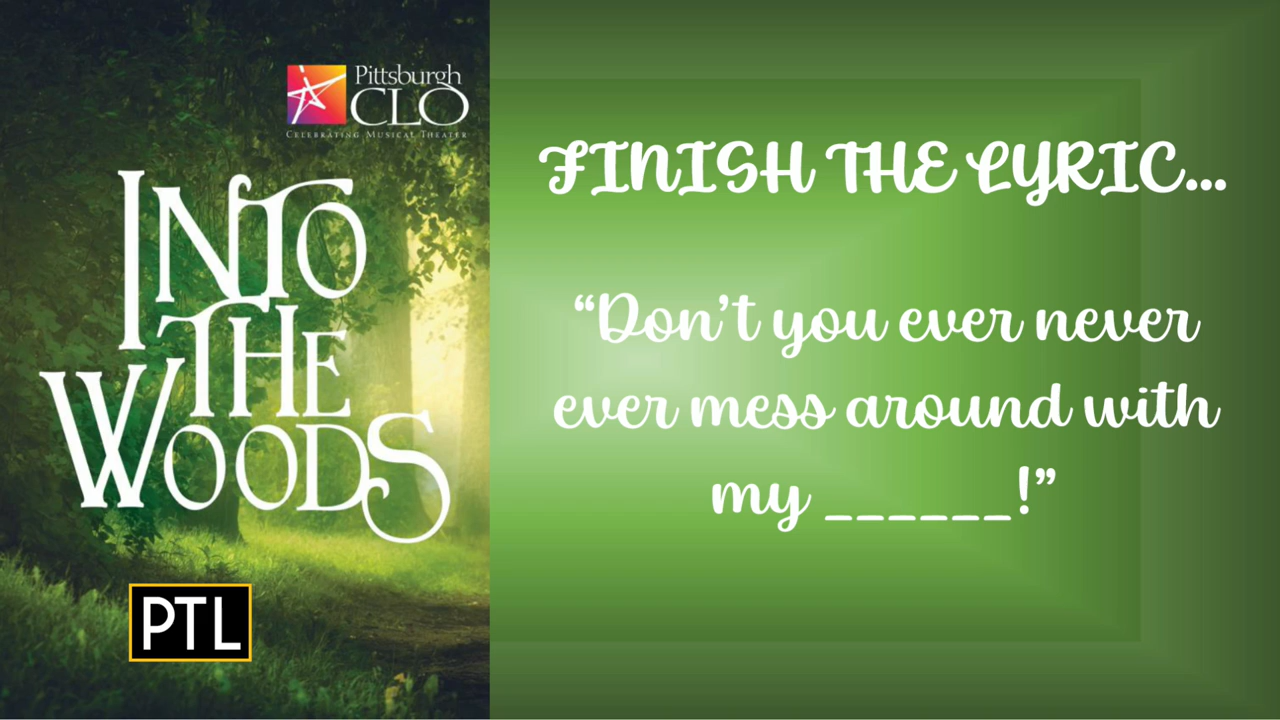 Pittsburgh
CLO
CELEBRATING MUSICAL THEATER
INTO
THE
WOODS
PTL
FINISH THE LYRIC...
“Don’t you ever never
ever mess around with
my ______!”